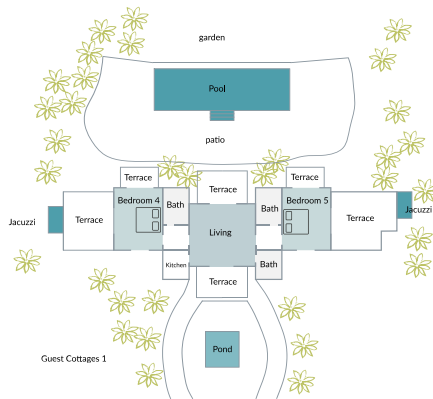 garden
Pool
patio
Terrace
Terrace
Terrace
Bedroom 4
Bath
Bath
Bedroom 5
Jacuzzi
Terrace
Living
Terrace
Jacuzzi
Kitchen
Bath
Terrace
Pond
Guest Cottages 1